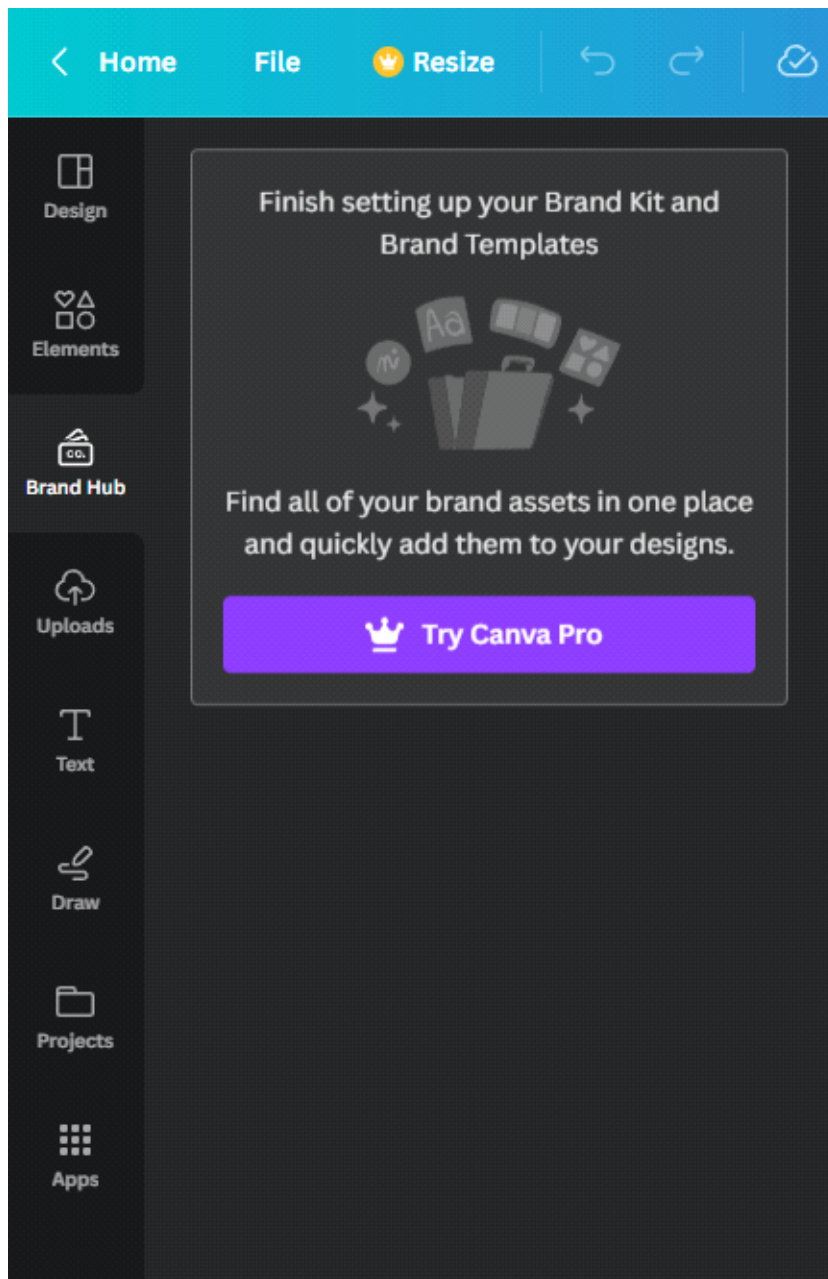 Home File Resize
Design
Elements
Brand Hub
Uploads
Text
Draw
Projects
Apps
Finish setting up your Brand Kit and
Brand Templates
Aa
CO.
Find all of your brand assets in one place
and quickly add them to your designs.
Try Canva Pro